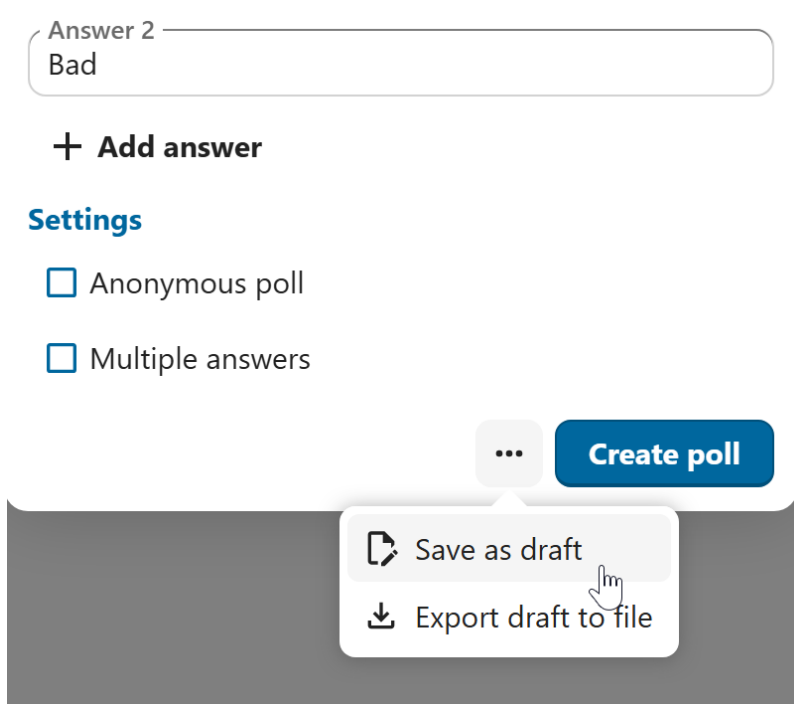 Answer 2
Bad
Add answer
Settings
Anonymous poll
Multiple answers
Create poll
Save as draft
Export draft to file